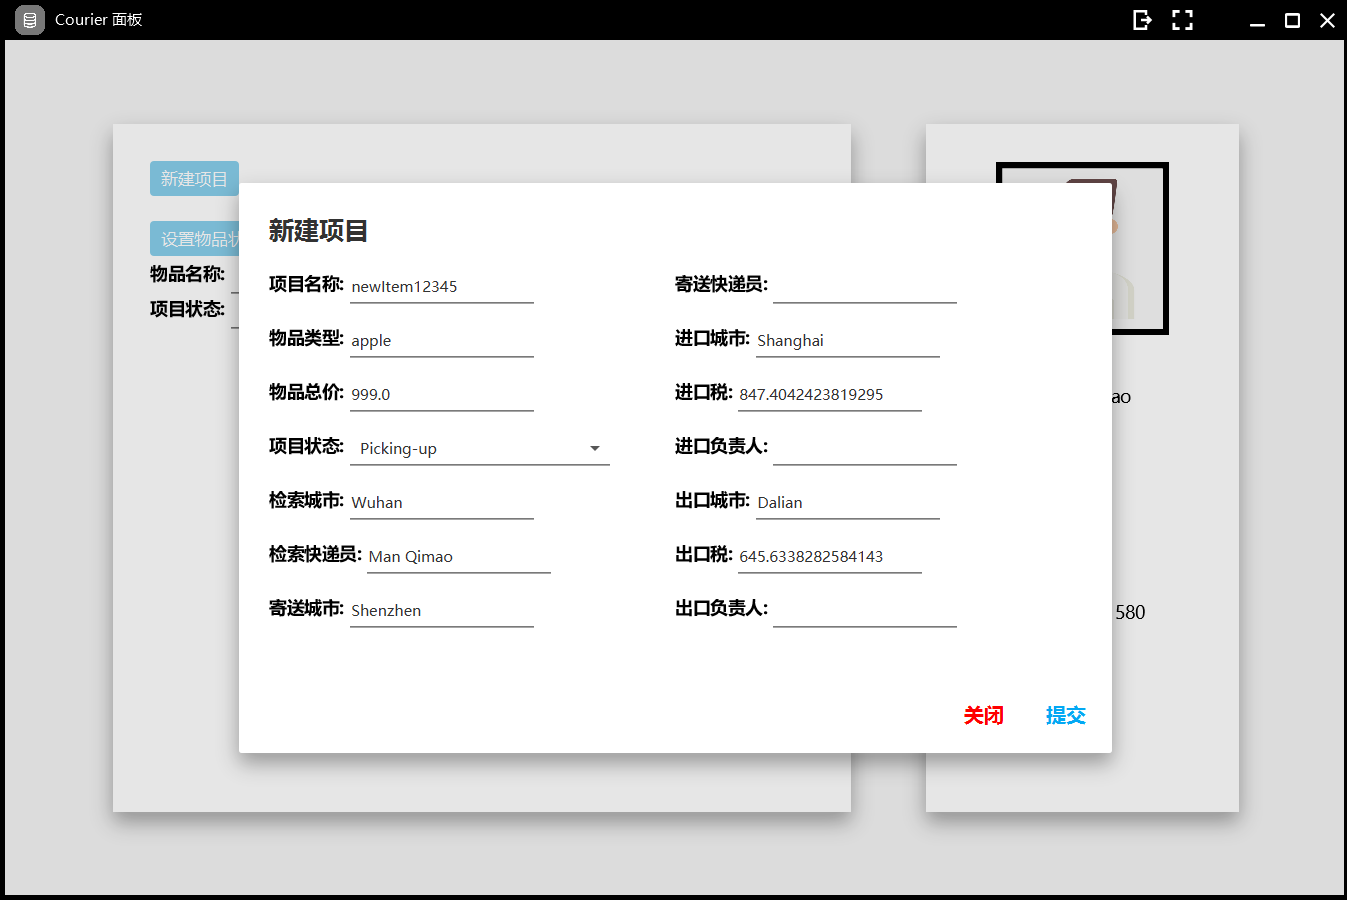 Courier 面板
新建项目
设置物品状
物品名称:
项目状态:
新建项目
项目名称: newItem12345
物品类型: apple
物品总价: 999.0
项目状态: Picking-up
检索城市: Wuhan
检索快递员: Man Qimao
寄送城市: Shenzhen
寄送快递员:
进口城市: Shanghai
进口税: 847.4042423819295
进口负责人:
出口城市: Dalian
出口税: 645.6338282584143
出口负责人:
关闭 提交
ao
580